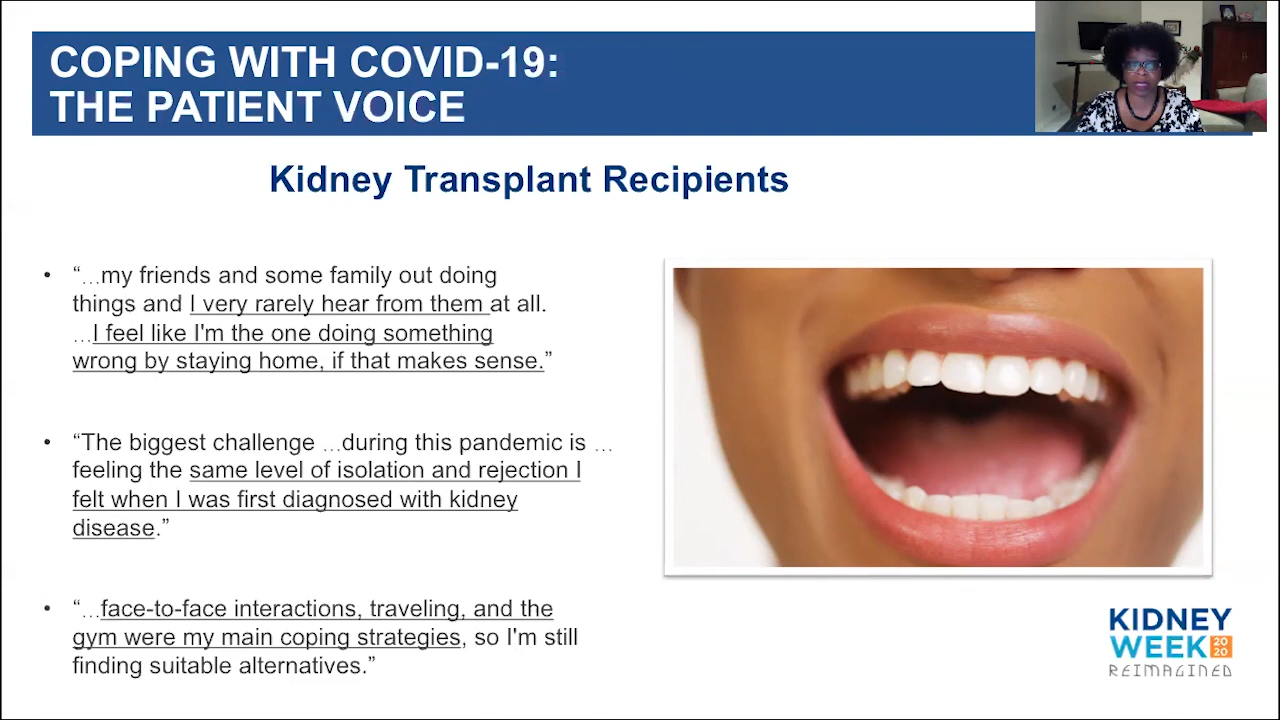 COPING WITH COVID-19:
THE PATIENT VOICE
Kidney Transplant Recipients
• “…my friends and some family out doing
things and I very rarely hear from them at all.
…I feel like I'm the one doing something
wrong by staying home, if that makes sense.”
• “The biggest challenge …during this pandemic is …
feeling the same level of isolation and rejection I
felt when I was first diagnosed with kidney
disease.”
• “…face-to-face interactions, traveling, and the
gym were my main coping strategies, so I'm still
finding suitable alternatives.”
KIDNEY
WEEK 2020
REIMAGINED